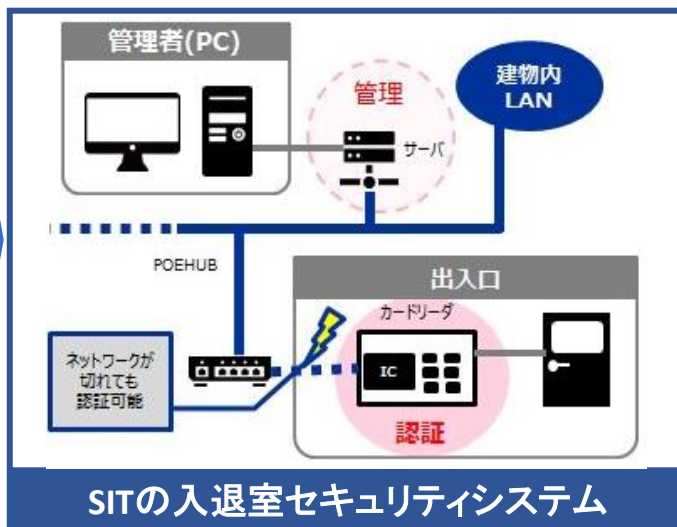 管理者(PC)
管理
サーバ
建物内
LAN
POEHUB
出入口
カードリーダ
IC
認証
ネットワークが
切れても
認証可能
SITの入退室セキュリティシステム